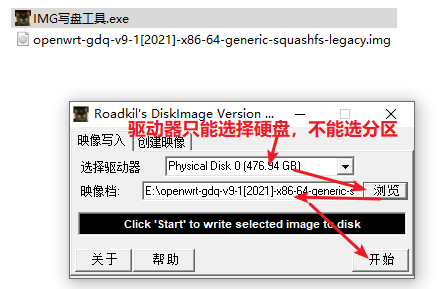 IMG写盘工具.exe
openwrt-gdq-v9-1[2021]-x86-64-generic-squashfs-legacy.img
Roadkil's DiskImage Version ...
驱动器只能选择硬盘，不能选分区
映像写入 创建映像
选择驱动器 Physical Disk 0 (476.94 GB)
映像档: E:\openwrt-gdq-v9-1[2021]-x86-64-generic-s 浏览
Click 'Start' to write selected image to disk
关于 帮助 开始